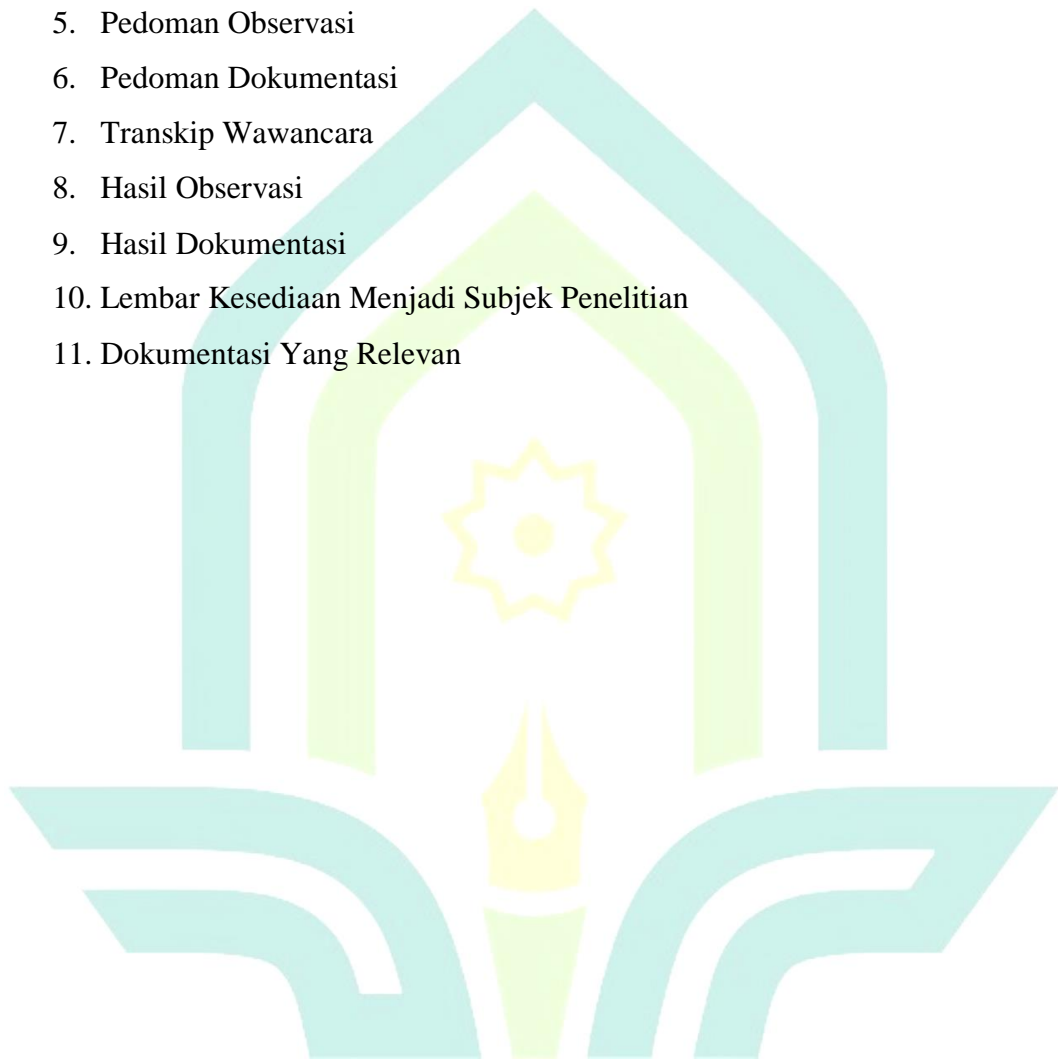 5. Pedoman Observasi
6. Pedoman Dokumentasi
7. Transkip Wawancara
8. Hasil Observasi
9. Hasil Dokumentasi
10. Lembar Kesediaan Menjadi Subjek Penelitian
11. Dokumentasi Yang Relevan